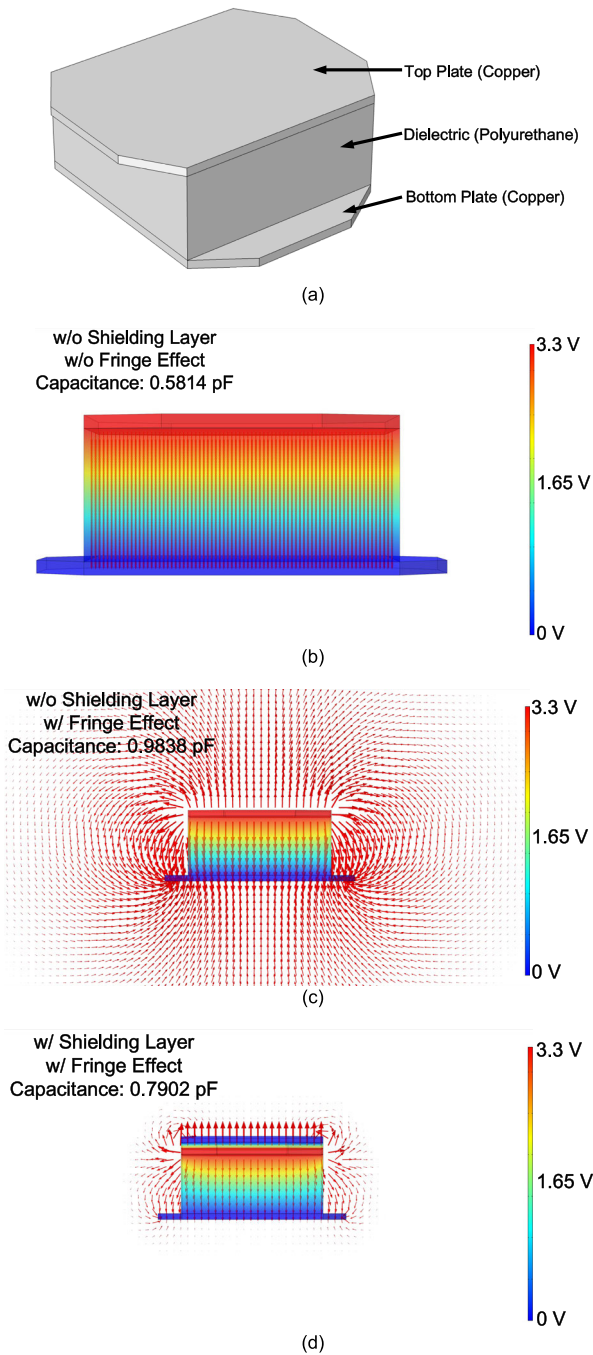 Top Plate (Copper)
Dielectric (Polyurethane)
Bottom Plate (Copper)
(a)
w/o Shielding Layer
w/o Fringe Effect
Capacitance: 0.5814 pF
3.3 V
1.65 V
0 V
(b)
w/o Shielding Layer
w/ Fringe Effect
Capacitance: 0.9838 pF
3.3 V
1.65 V
0 V
(c)
w/ Shielding Layer
w/ Fringe Effect
Capacitance: 0.7902 pF
3.3 V
1.65 V
0 V
(d)